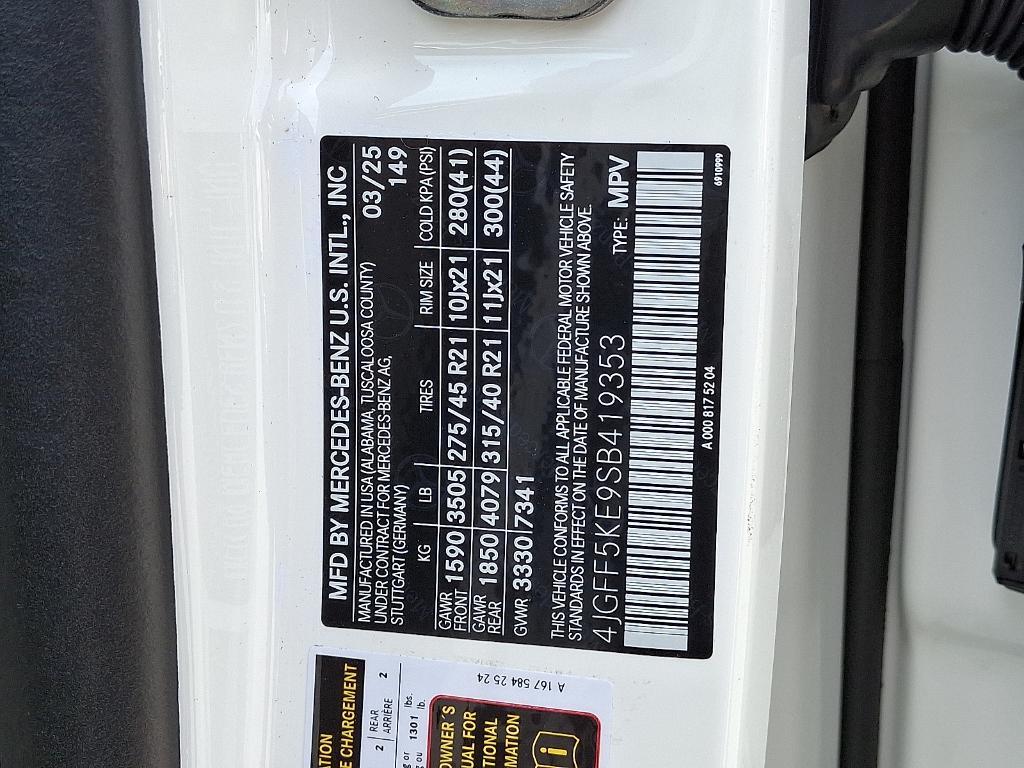 MFD BY MERCEDES-BENZ U.S. INTL., INC
MANUFACTURED IN USA (ALABAMA, TUSCALOOSA COUNTY) 03/25
UNDER CONTRACT FOR MERCEDES-BENZ AG, 149
STUTTGART (GERMANY)
KG LB TIRES RIM SIZE COLD KPA (PSI)
GAWR FRONT 1590 3505 275/45 R21 10Jx21 280(41)
GAWR REAR 1850 4079 315/40 R21 11Jx21 300(44)
GVWR 3330 7341
THIS VEHICLE CONFORMS TO ALL APPLICABLE FEDERAL MOTOR VEHICLE SAFETY
STANDARDS IN EFFECT ON THE DATE OF MANUFACTURE SHOWN ABOVE.
4JGFF5KE9SB419353 TYPE: MPV
A 000 817 52 04
6910999
E CHARGEMENT
2 REAR 2
ARRIÈRE
1301 lbs.
lb.
OWNER'S
A 167 584 25 24